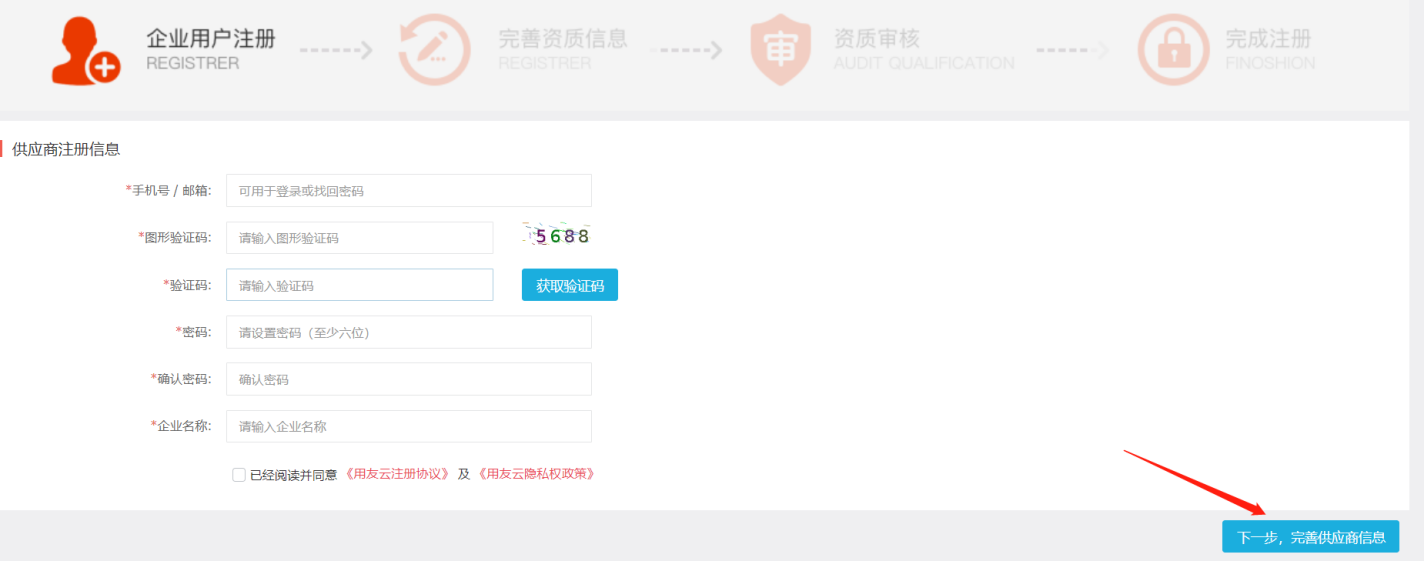 企业用户注册
REGISTRER
完善资质信息
REGISTRER
审
资质审核
AUDIT QUALIFICATION
完成注册
FINOSHION
供应商注册信息
*手机号 / 邮箱: 可用于登录或找回密码
*图形验证码: 请输入图形验证码 5688
*验证码: 请输入验证码 获取验证码
*密码: 请设置密码（至少六位）
*确认密码: 确认密码
*企业名称: 请输入企业名称
已经阅读并同意 《用友云注册协议》 及 《用友云隐私权政策》
下一步，完善供应商信息